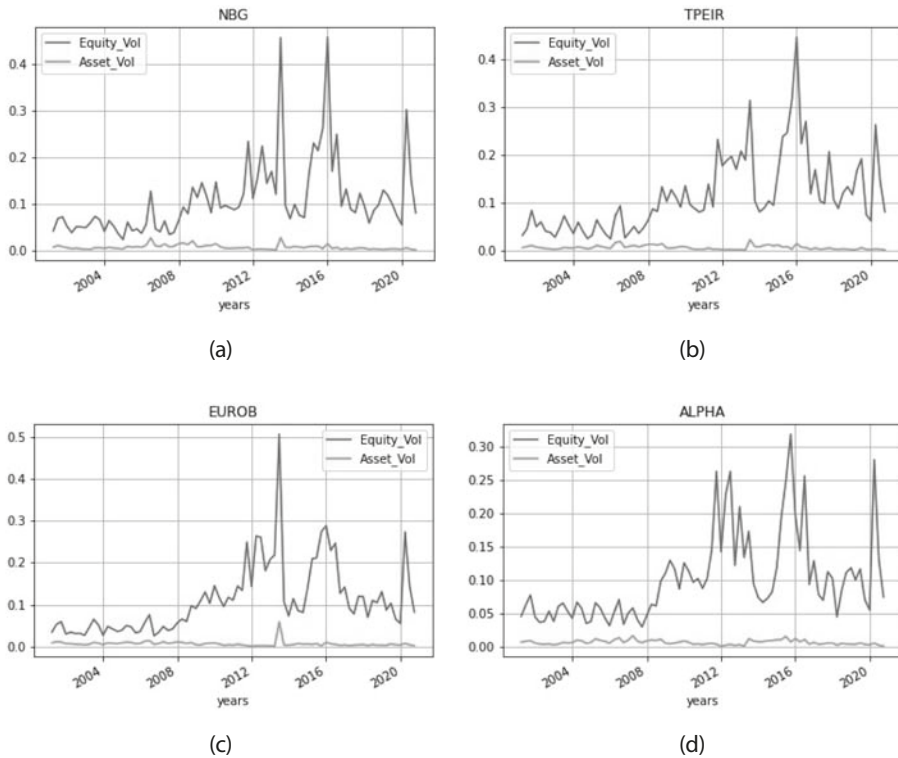 NBG
Equity_Vol
Asset_Vol
0.4
0.3
0.2
0.1
0.0
2004
2008
2012
2016
2020
years
(a)
TPEIR
Equity_Vol
Asset_Vol
0.4
0.3
0.2
0.1
0.0
2004
2008
2012
2016
2020
years
(b)
EUROB
Equity_Vol
Asset_Vol
0.5
0.4
0.3
0.2
0.1
0.0
2004
2008
2012
2016
2020
years
(c)
ALPHA
Equity_Vol
Asset_Vol
0.30
0.25
0.20
0.15
0.10
0.05
0.00
2004
2008
2012
2016
2020
years
(d)